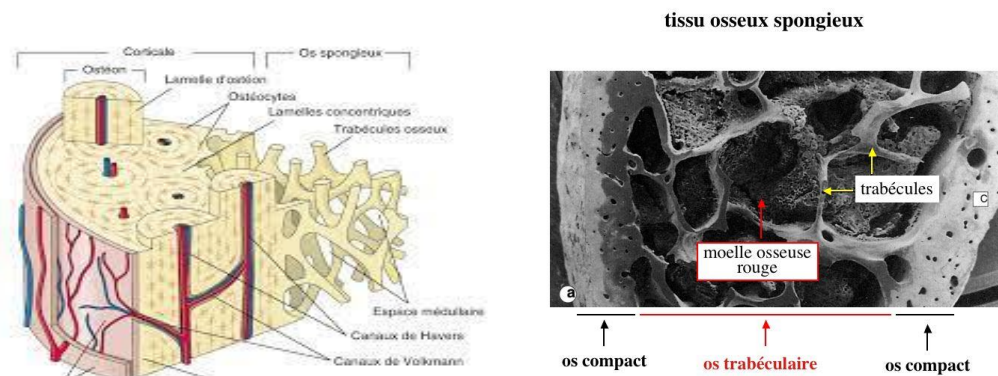 tissu osseux spongieux
Corticale
Os spongieux
Ostéon
Lamelle d'ostéon
Ostéocytes
Lamelles concentriques
Trabécules osseux
Espace médullaire
Canaux de Havers
Canaux de Volkmann
trabécules
C
moelle osseuse
rouge
a
os compact
os trabéculaire
os compact